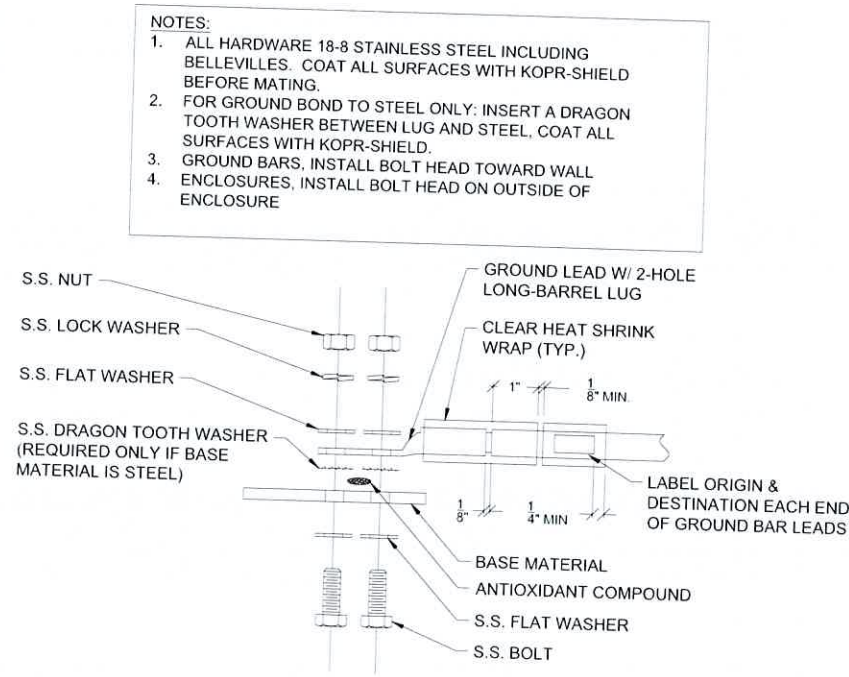 NOTES:
1. ALL HARDWARE 18-8 STAINLESS STEEL INCLUDING
BELLEVILLES. COAT ALL SURFACES WITH KOPR-SHIELD
BEFORE MATING.
2. FOR GROUND BOND TO STEEL ONLY: INSERT A DRAGON
TOOTH WASHER BETWEEN LUG AND STEEL, COAT ALL
SURFACES WITH KOPR-SHIELD.
3. GROUND BARS, INSTALL BOLT HEAD TOWARD WALL
4. ENCLOSURES, INSTALL BOLT HEAD ON OUTSIDE OF
ENCLOSURE
S.S. NUT
S.S. LOCK WASHER
S.S. FLAT WASHER
S.S. DRAGON TOOTH WASHER
(REQUIRED ONLY IF BASE
MATERIAL IS STEEL)
GROUND LEAD W/ 2-HOLE
LONG-BARREL LUG
CLEAR HEAT SHRINK
WRAP (TYP.)
1" 1/8" MIN.
1/8" 1/4" MIN
LABEL ORIGIN &
DESTINATION EACH END
OF GROUND BAR LEADS
BASE MATERIAL
ANTIOXIDANT COMPOUND
S.S. FLAT WASHER
S.S. BOLT